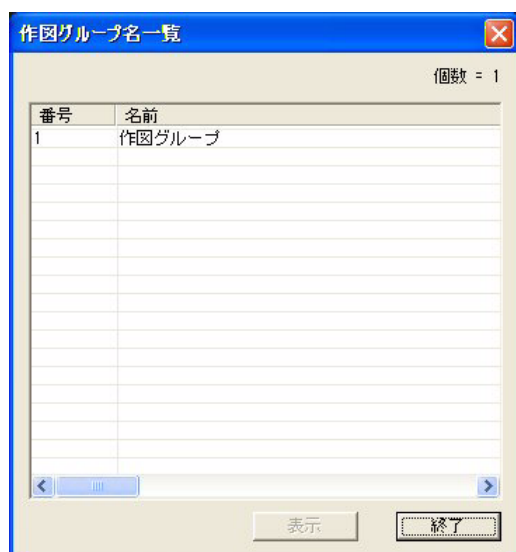 作図グループ名一覧
個数 = 1
番号 名前
1 作図グループ
表示 終了